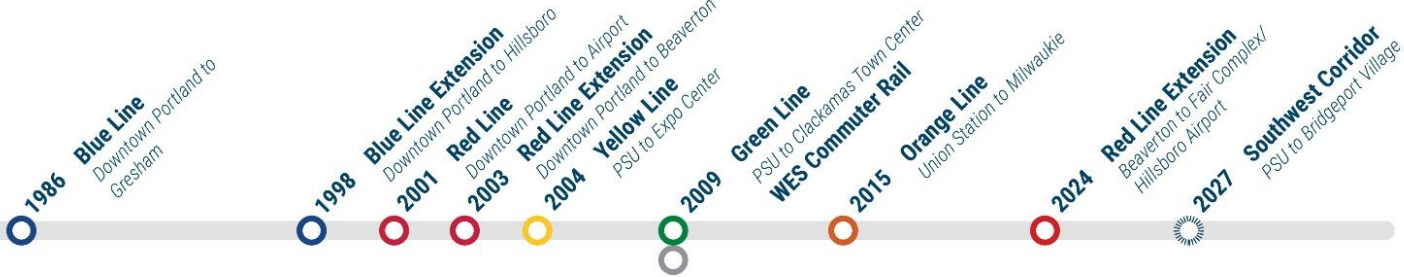 1986
Blue Line
Downtown Portland to
Gresham
1998
Blue Line Extension
Downtown Portland to Hillsboro
2001
Red Line
Downtown Portland to Airport
2003
Red Line Extension
Downtown Portland to Beaverton
2004
Yellow Line
PSU to Expo Center
2009
Green Line
PSU to Clackamas Town Center
WES Commuter Rail
2015
Orange Line
Union Station to Milwaukie
2024
Red Line Extension
Beaverton to Fair Complex/
Hillsboro Airport
2027
Southwest Corridor
PSU to Bridgeport Village